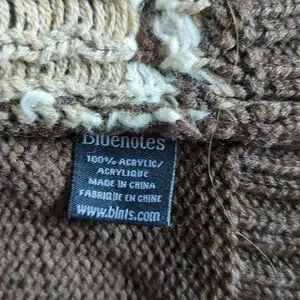 Bluenotes
100% ACRYLIC/
ACRYLIQUE
MADE IN CHINA
FABRIQUÉ EN CHINE
www.blnts.com